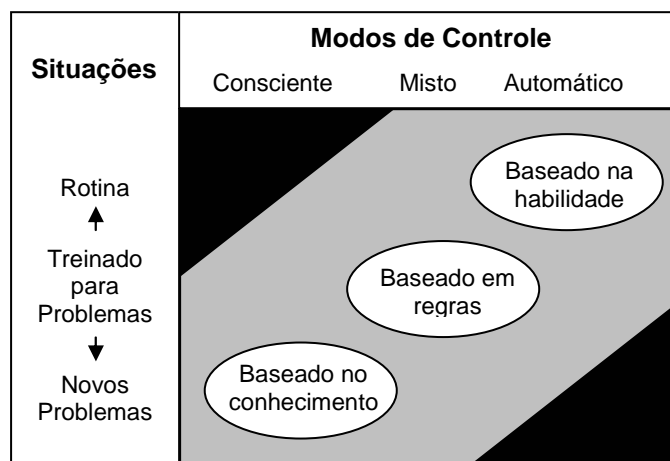 Situações
Modos de Controle
Consciente Misto Automático
Rotina
Treinado
para
Problemas
Novos
Problemas
Baseado na
habilidade
Baseado em
regras
Baseado no
conhecimento